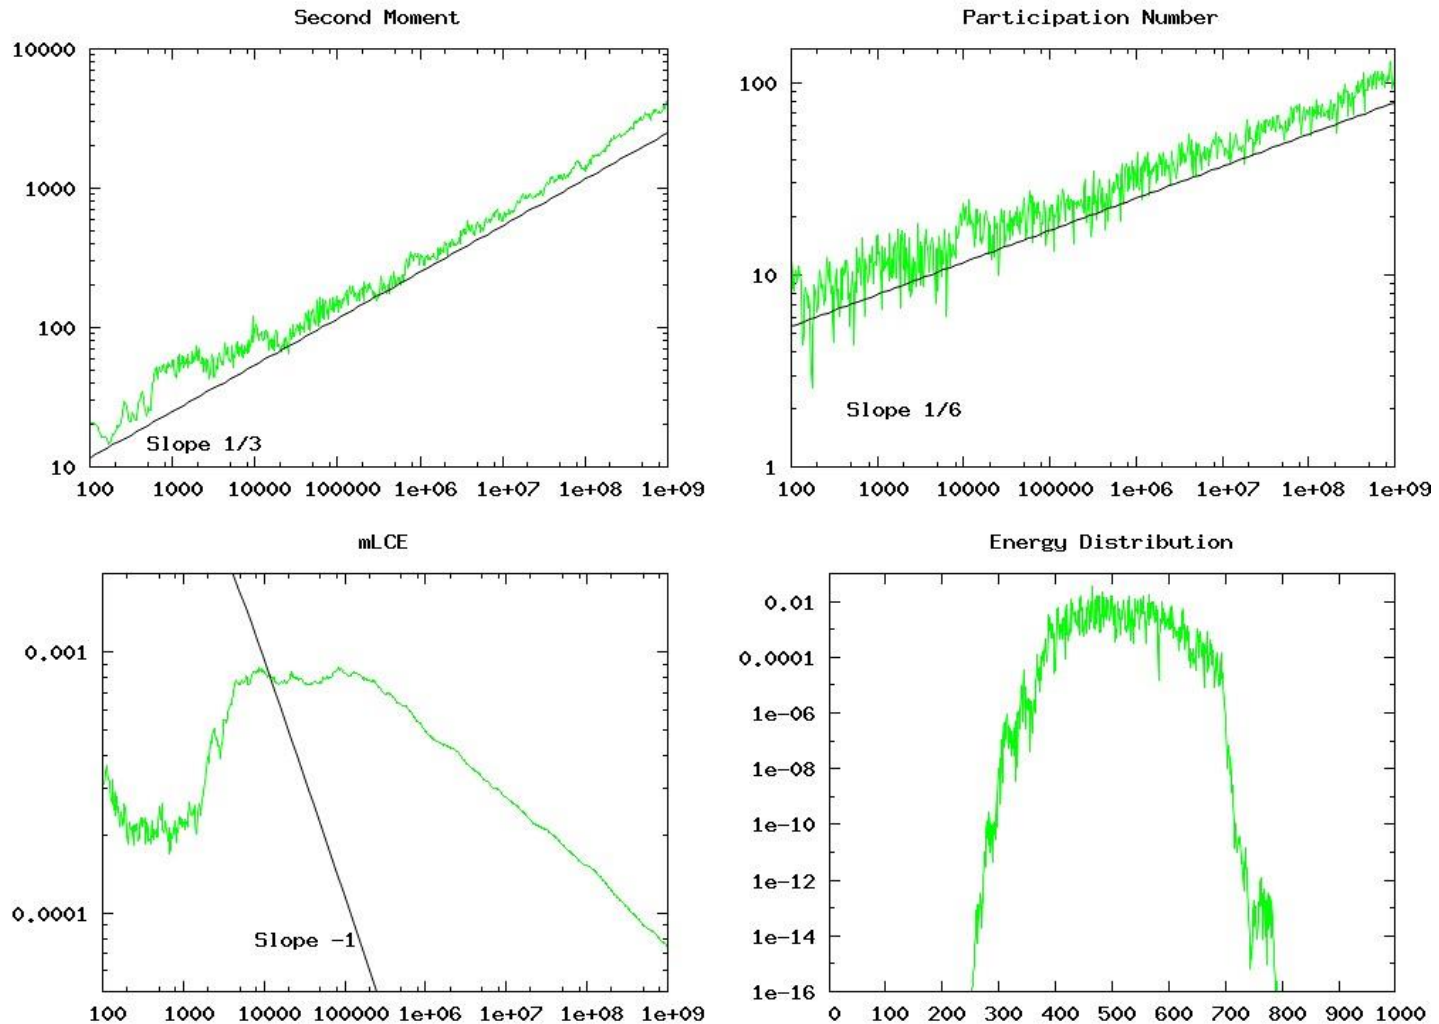 Second Moment
10000
1000
100
10
Slope 1/3
100 1000 10000 100000 1e+06 1e+07 1e+08 1e+09
Participation Number
100
10
1
Slope 1/6
100 1000 10000 100000 1e+06 1e+07 1e+08 1e+09
mLCE
0.001
0.0001
Slope -1
100 1000 10000 100000 1e+06 1e+07 1e+08 1e+09
Energy Distribution
0.01
0.0001
1e-06
1e-08
1e-10
1e-12
1e-14
1e-16
0 100 200 300 400 500 600 700 800 900 1000